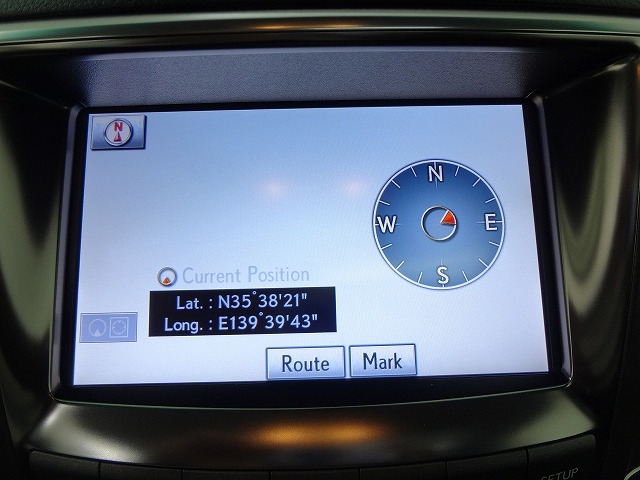 N
N
W E
S
Current Position
Lat. : N35°38'21"
Long. : E139°39'43"
Route Mark
SETUP